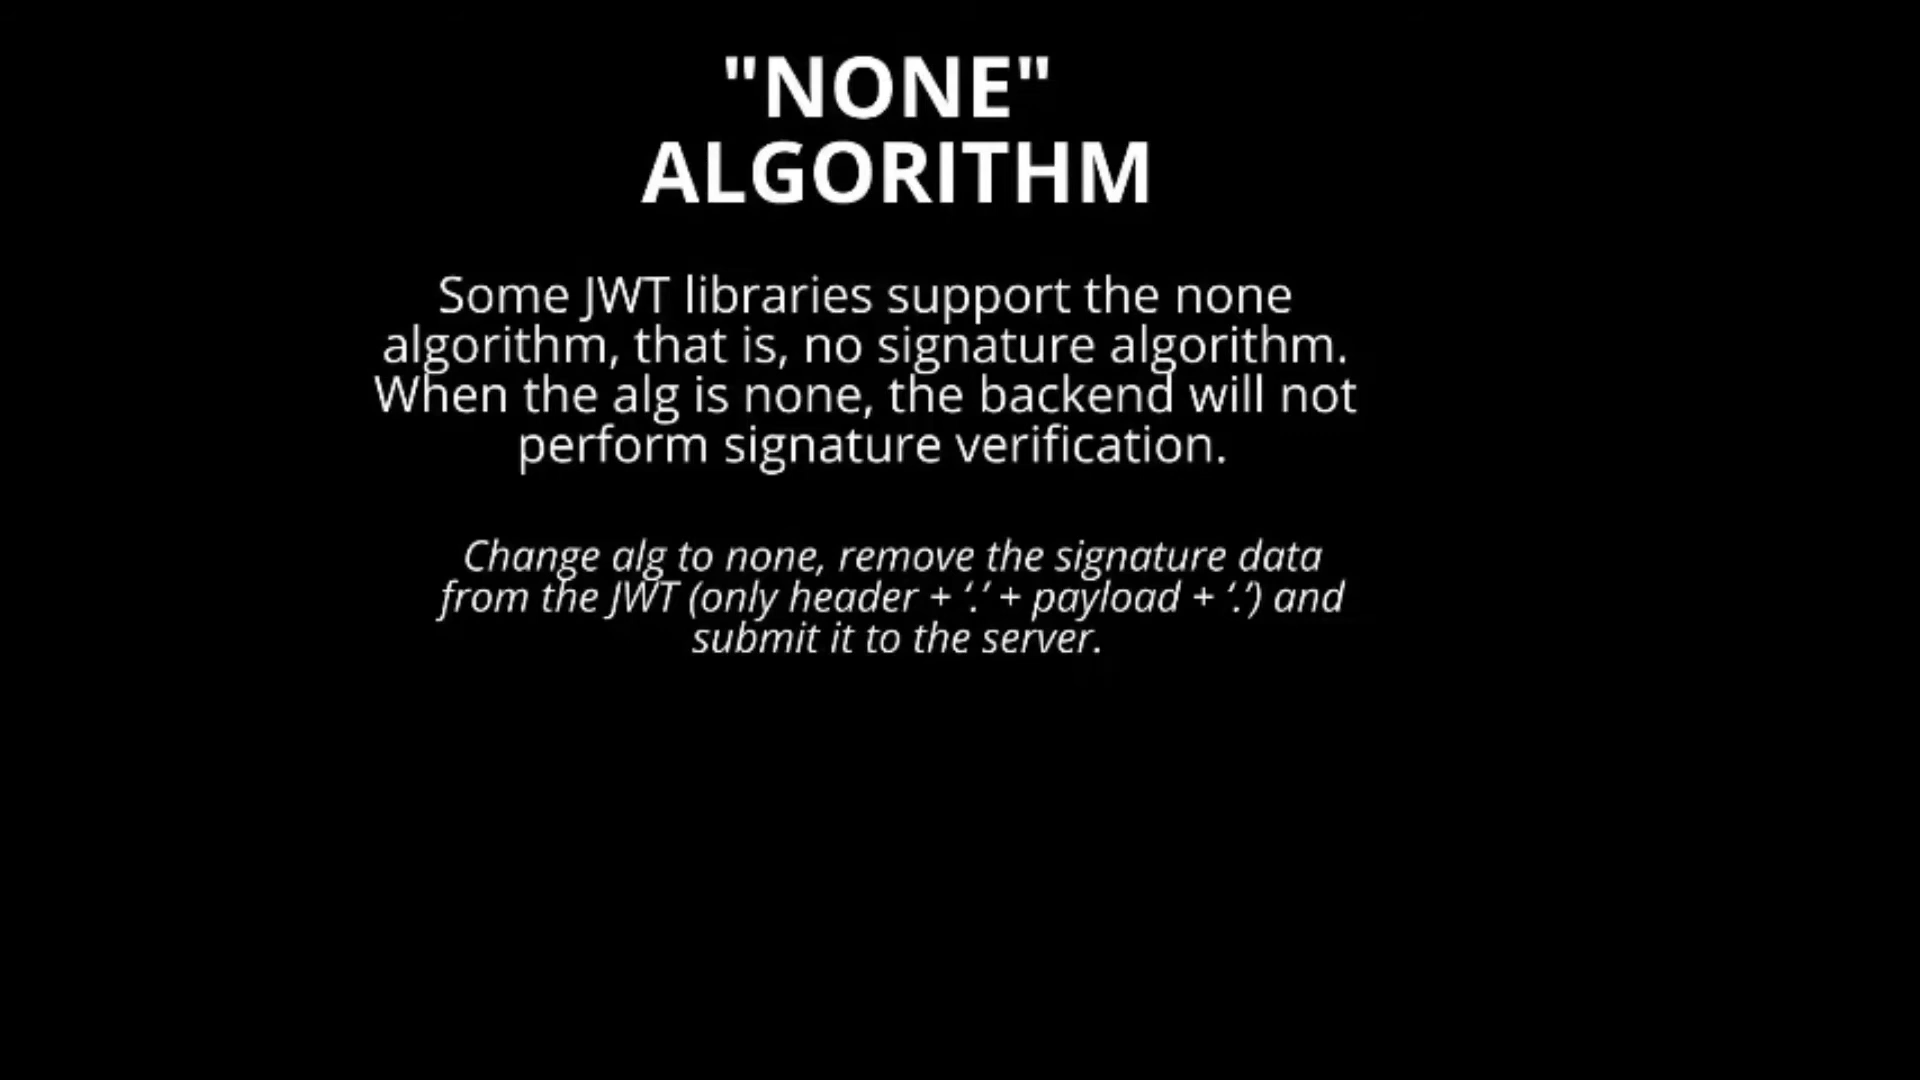 "NONE"
ALGORITHM
Some JWT libraries support the none
algorithm, that is, no signature algorithm.
When the alg is none, the backend will not
perform signature verification.
Change alg to none, remove the signature data
from the JWT (only header + ‘.’ + payload + ‘.’) and
submit it to the server.